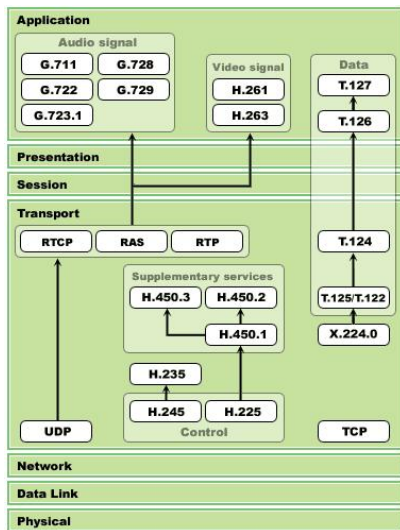 Application
Audio signal
G.711 G.728
G.722 G.729
G.723.1
Video signal
H.261
H.263
Data
T.127
T.126
Presentation
Session
Transport
RTCP RAS RTP
T.124
Supplementary services
H.450.3 H.450.2
T.125/T.122
H.450.1
X.224.0
H.235
H.245 H.225
Control
UDP
TCP
Network
Data Link
Physical